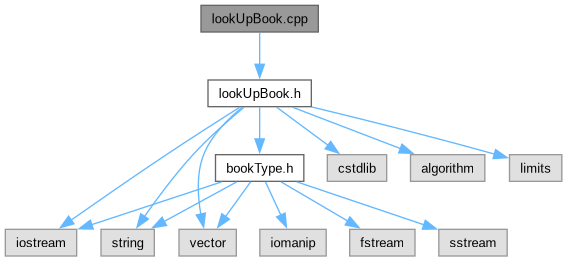 lookUpBook.cpp
lookUpBook.h
bookType.h
cstdlib
algorithm
limits
iostream
string
vector
iomanip
fstream
sstream